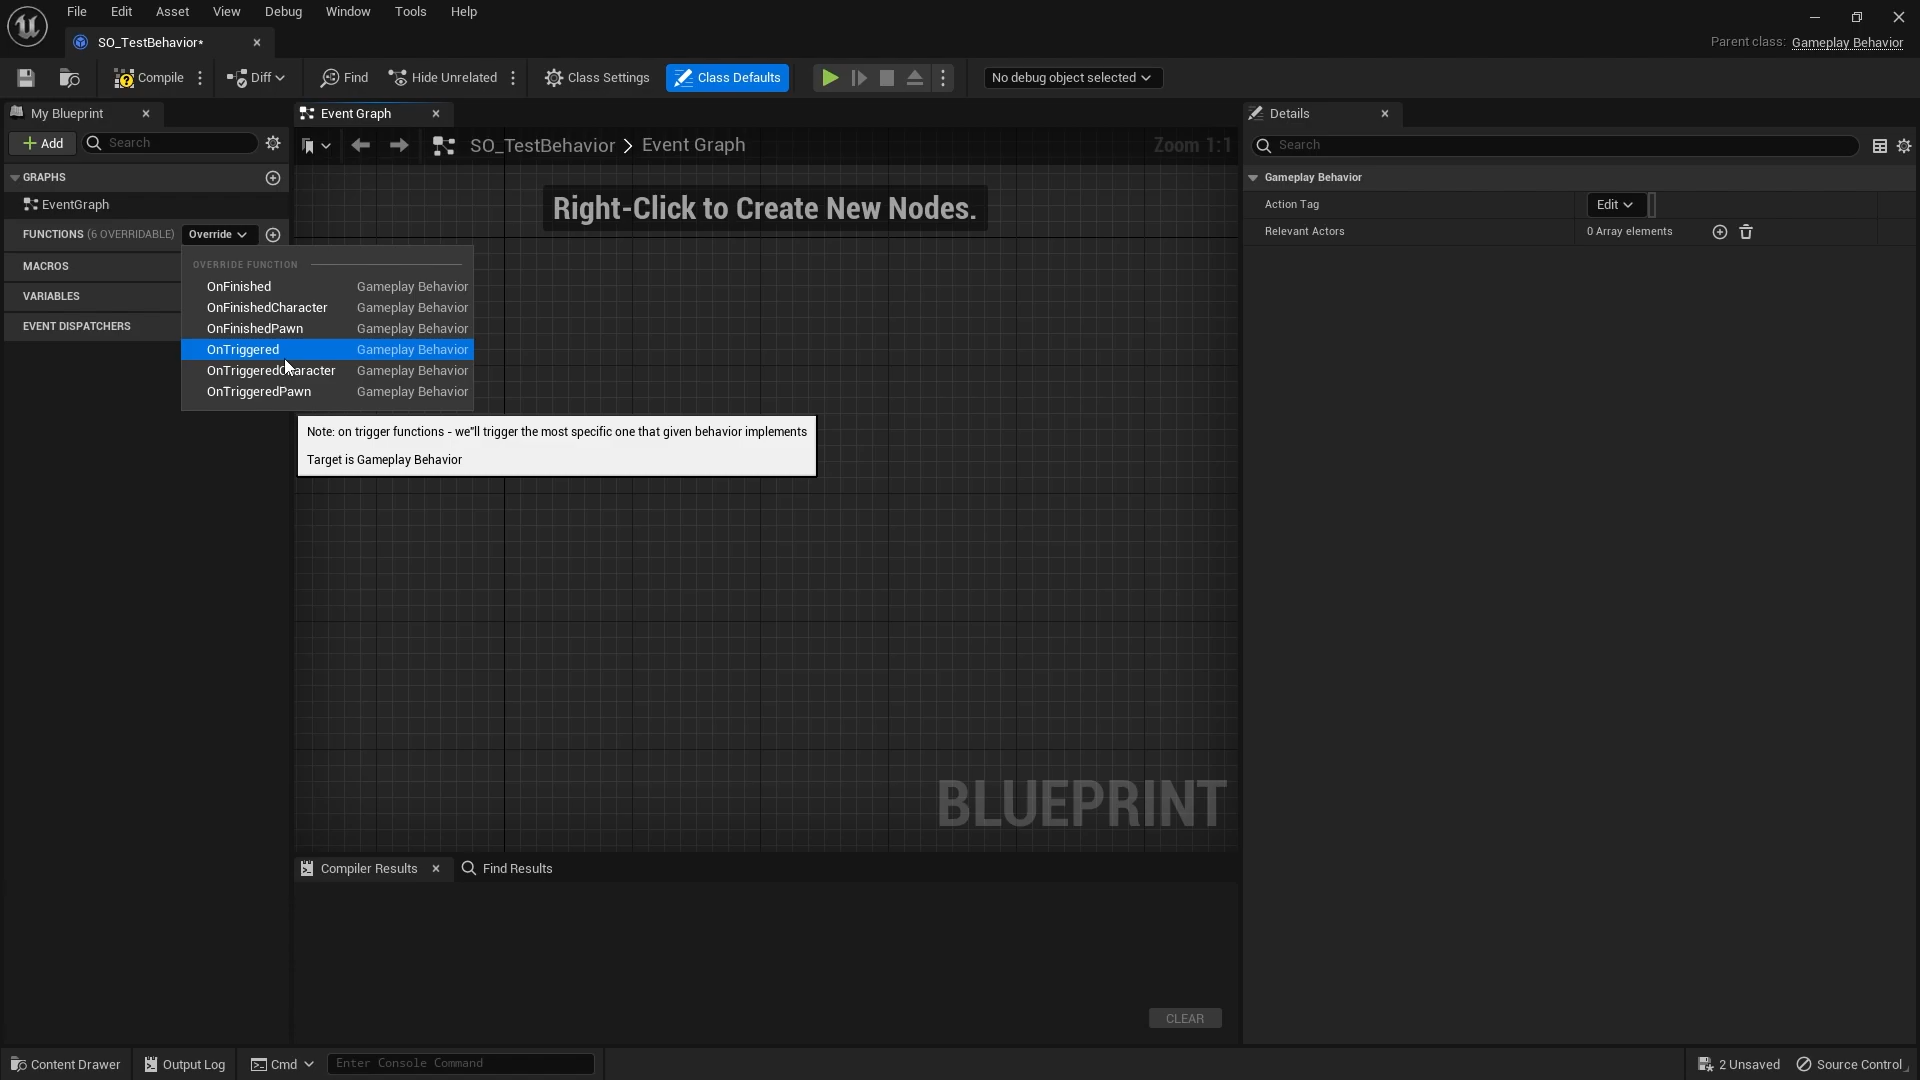 File Edit Asset View Debug Window Tools Help
SO_TestBehavior*
Parent class: Gameplay Behavior
Compile Diff Find Hide Unrelated Class Settings Class Defaults No debug object selected
My Blueprint
Event Graph
Details
Add Search
SO_TestBehavior > Event Graph
Zoom 1:1
Search
GRAPHS
Gameplay Behavior
EventGraph
Action Tag Edit
Right-Click to Create New Nodes.
FUNCTIONS (6 OVERRIDABLE) Override
Relevant Actors 0 Array elements
MACROS
VARIABLES
EVENT DISPATCHERS
OVERRIDE FUNCTION
OnFinished Gameplay Behavior
OnFinishedCharacter Gameplay Behavior
OnFinishedPawn Gameplay Behavior
OnTriggered Gameplay Behavior
OnTriggeredCharacter Gameplay Behavior
OnTriggeredPawn Gameplay Behavior
Note: on trigger functions - we"ll trigger the most specific one that given behavior implements
Target is Gameplay Behavior
BLUEPRINT
Compiler Results Find Results
CLEAR
Content Drawer Output Log Cmd Enter Console Command 2 Unsaved Source Control